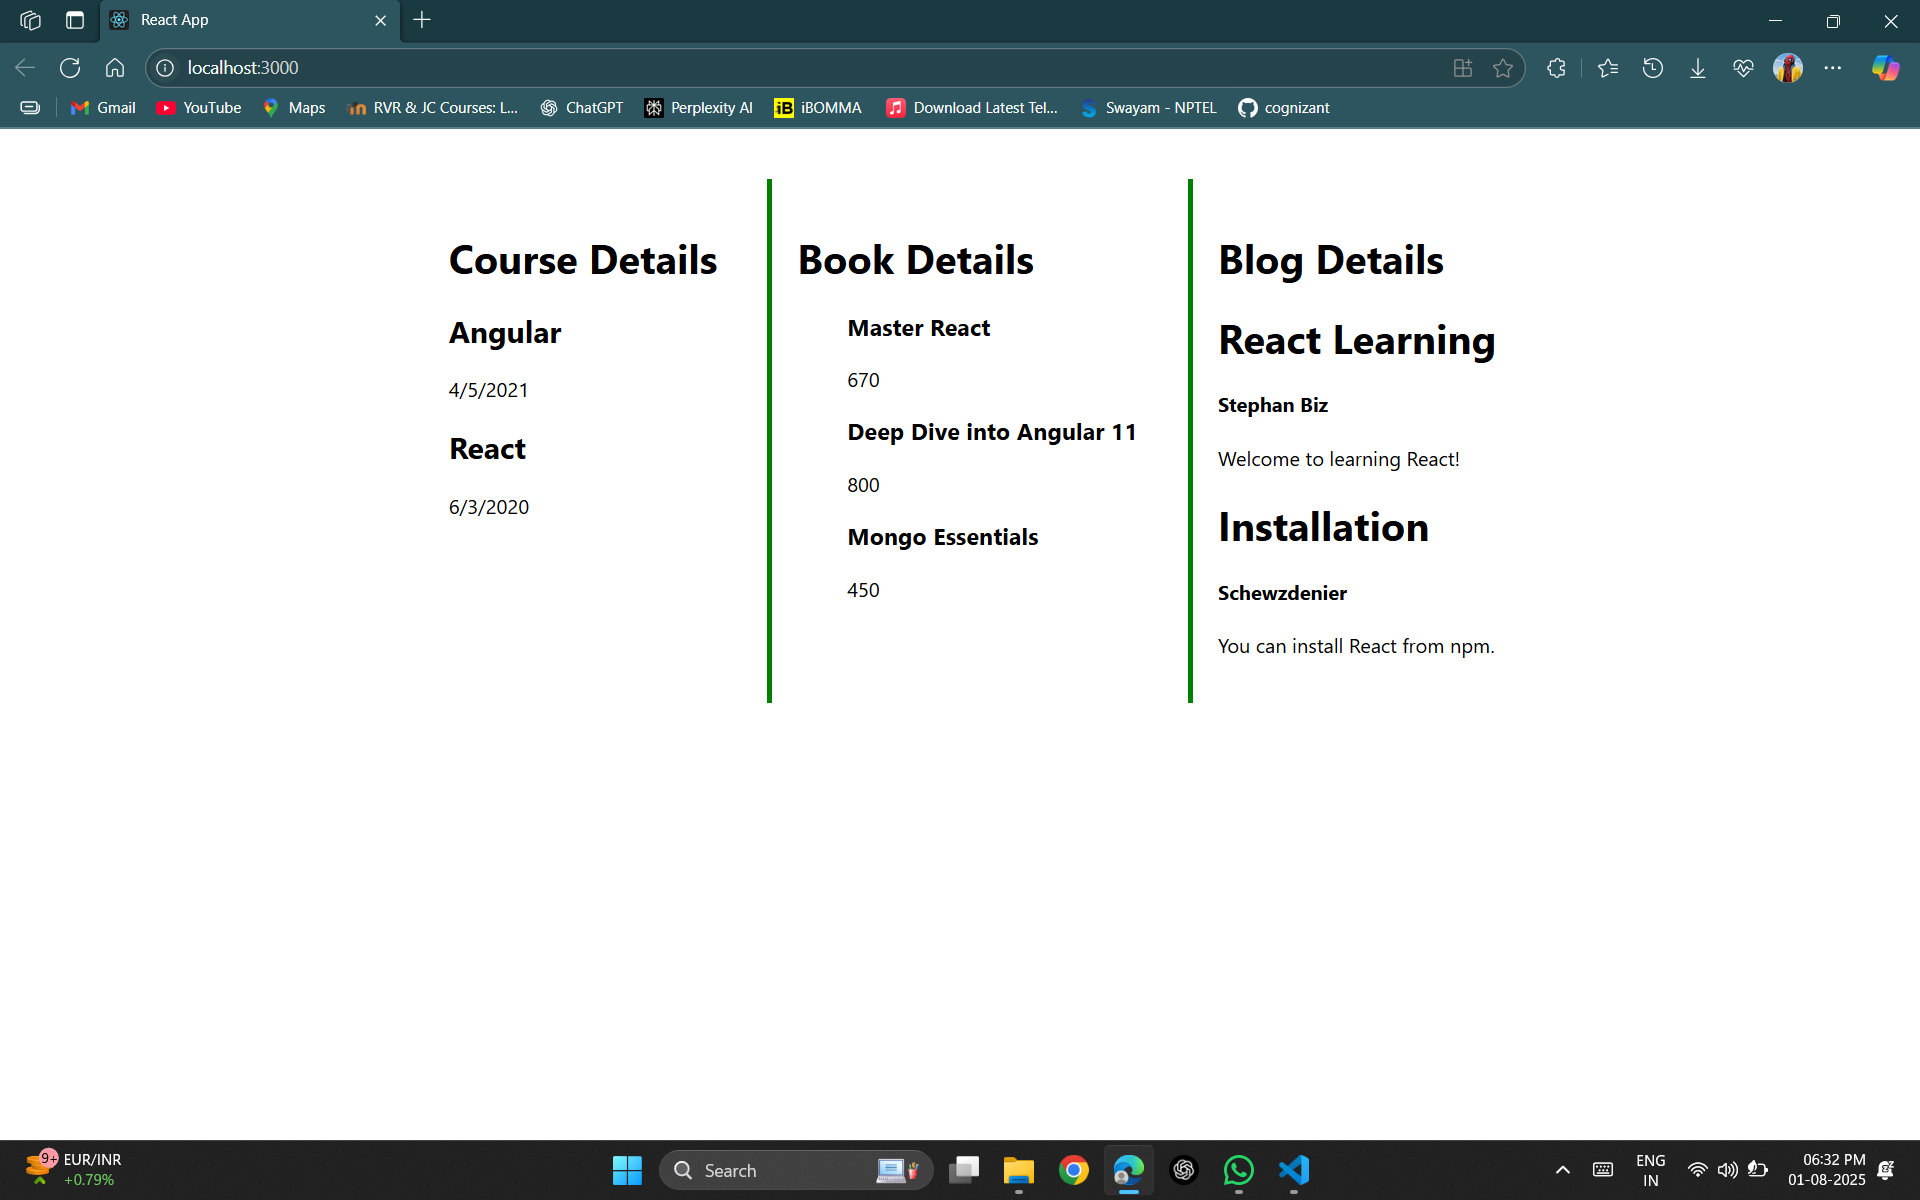 React App
localhost:3000
Gmail
YouTube
Maps
RVR & JC Courses: L...
ChatGPT
Perplexity AI
iB
iBOMMA
Download Latest Tel...
Swayam - NPTEL
cognizant
Course Details
Angular
4/5/2021
React
6/3/2020
Book Details
Master React
670
Deep Dive into Angular 11
800
Mongo Essentials
450
Blog Details
React Learning
Stephan Biz
Welcome to learning React!
Installation
Schewzdenier
You can install React from npm.
9+
EUR/INR
+0.79%
Search
ENG
IN
06:32 PM
01-08-2025